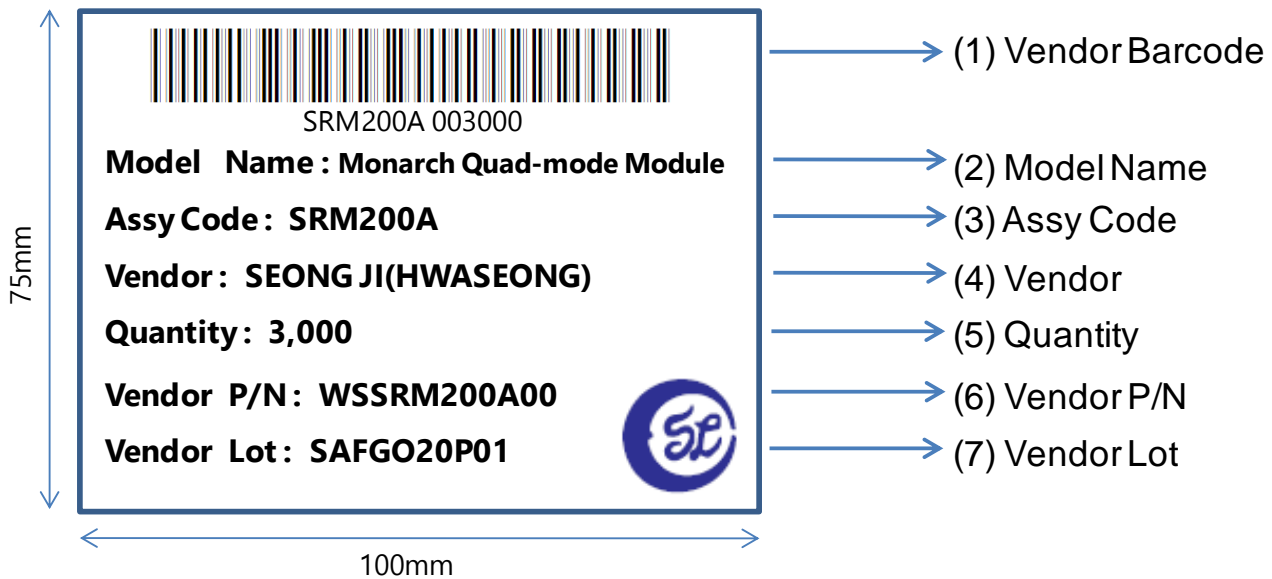 (1) Vendor Barcode
SRM200A 003000
Model Name : Monarch Quad-mode Module
(2) Model Name
Assy Code : SRM200A
(3) Assy Code
Vendor : SEONG JI(HWASEONG)
(4) Vendor
Quantity : 3,000
(5) Quantity
Vendor P/N : WSSRM200A00
(6) Vendor P/N
Vendor Lot : SAFGO20P01
(7) Vendor Lot
75mm
100mm